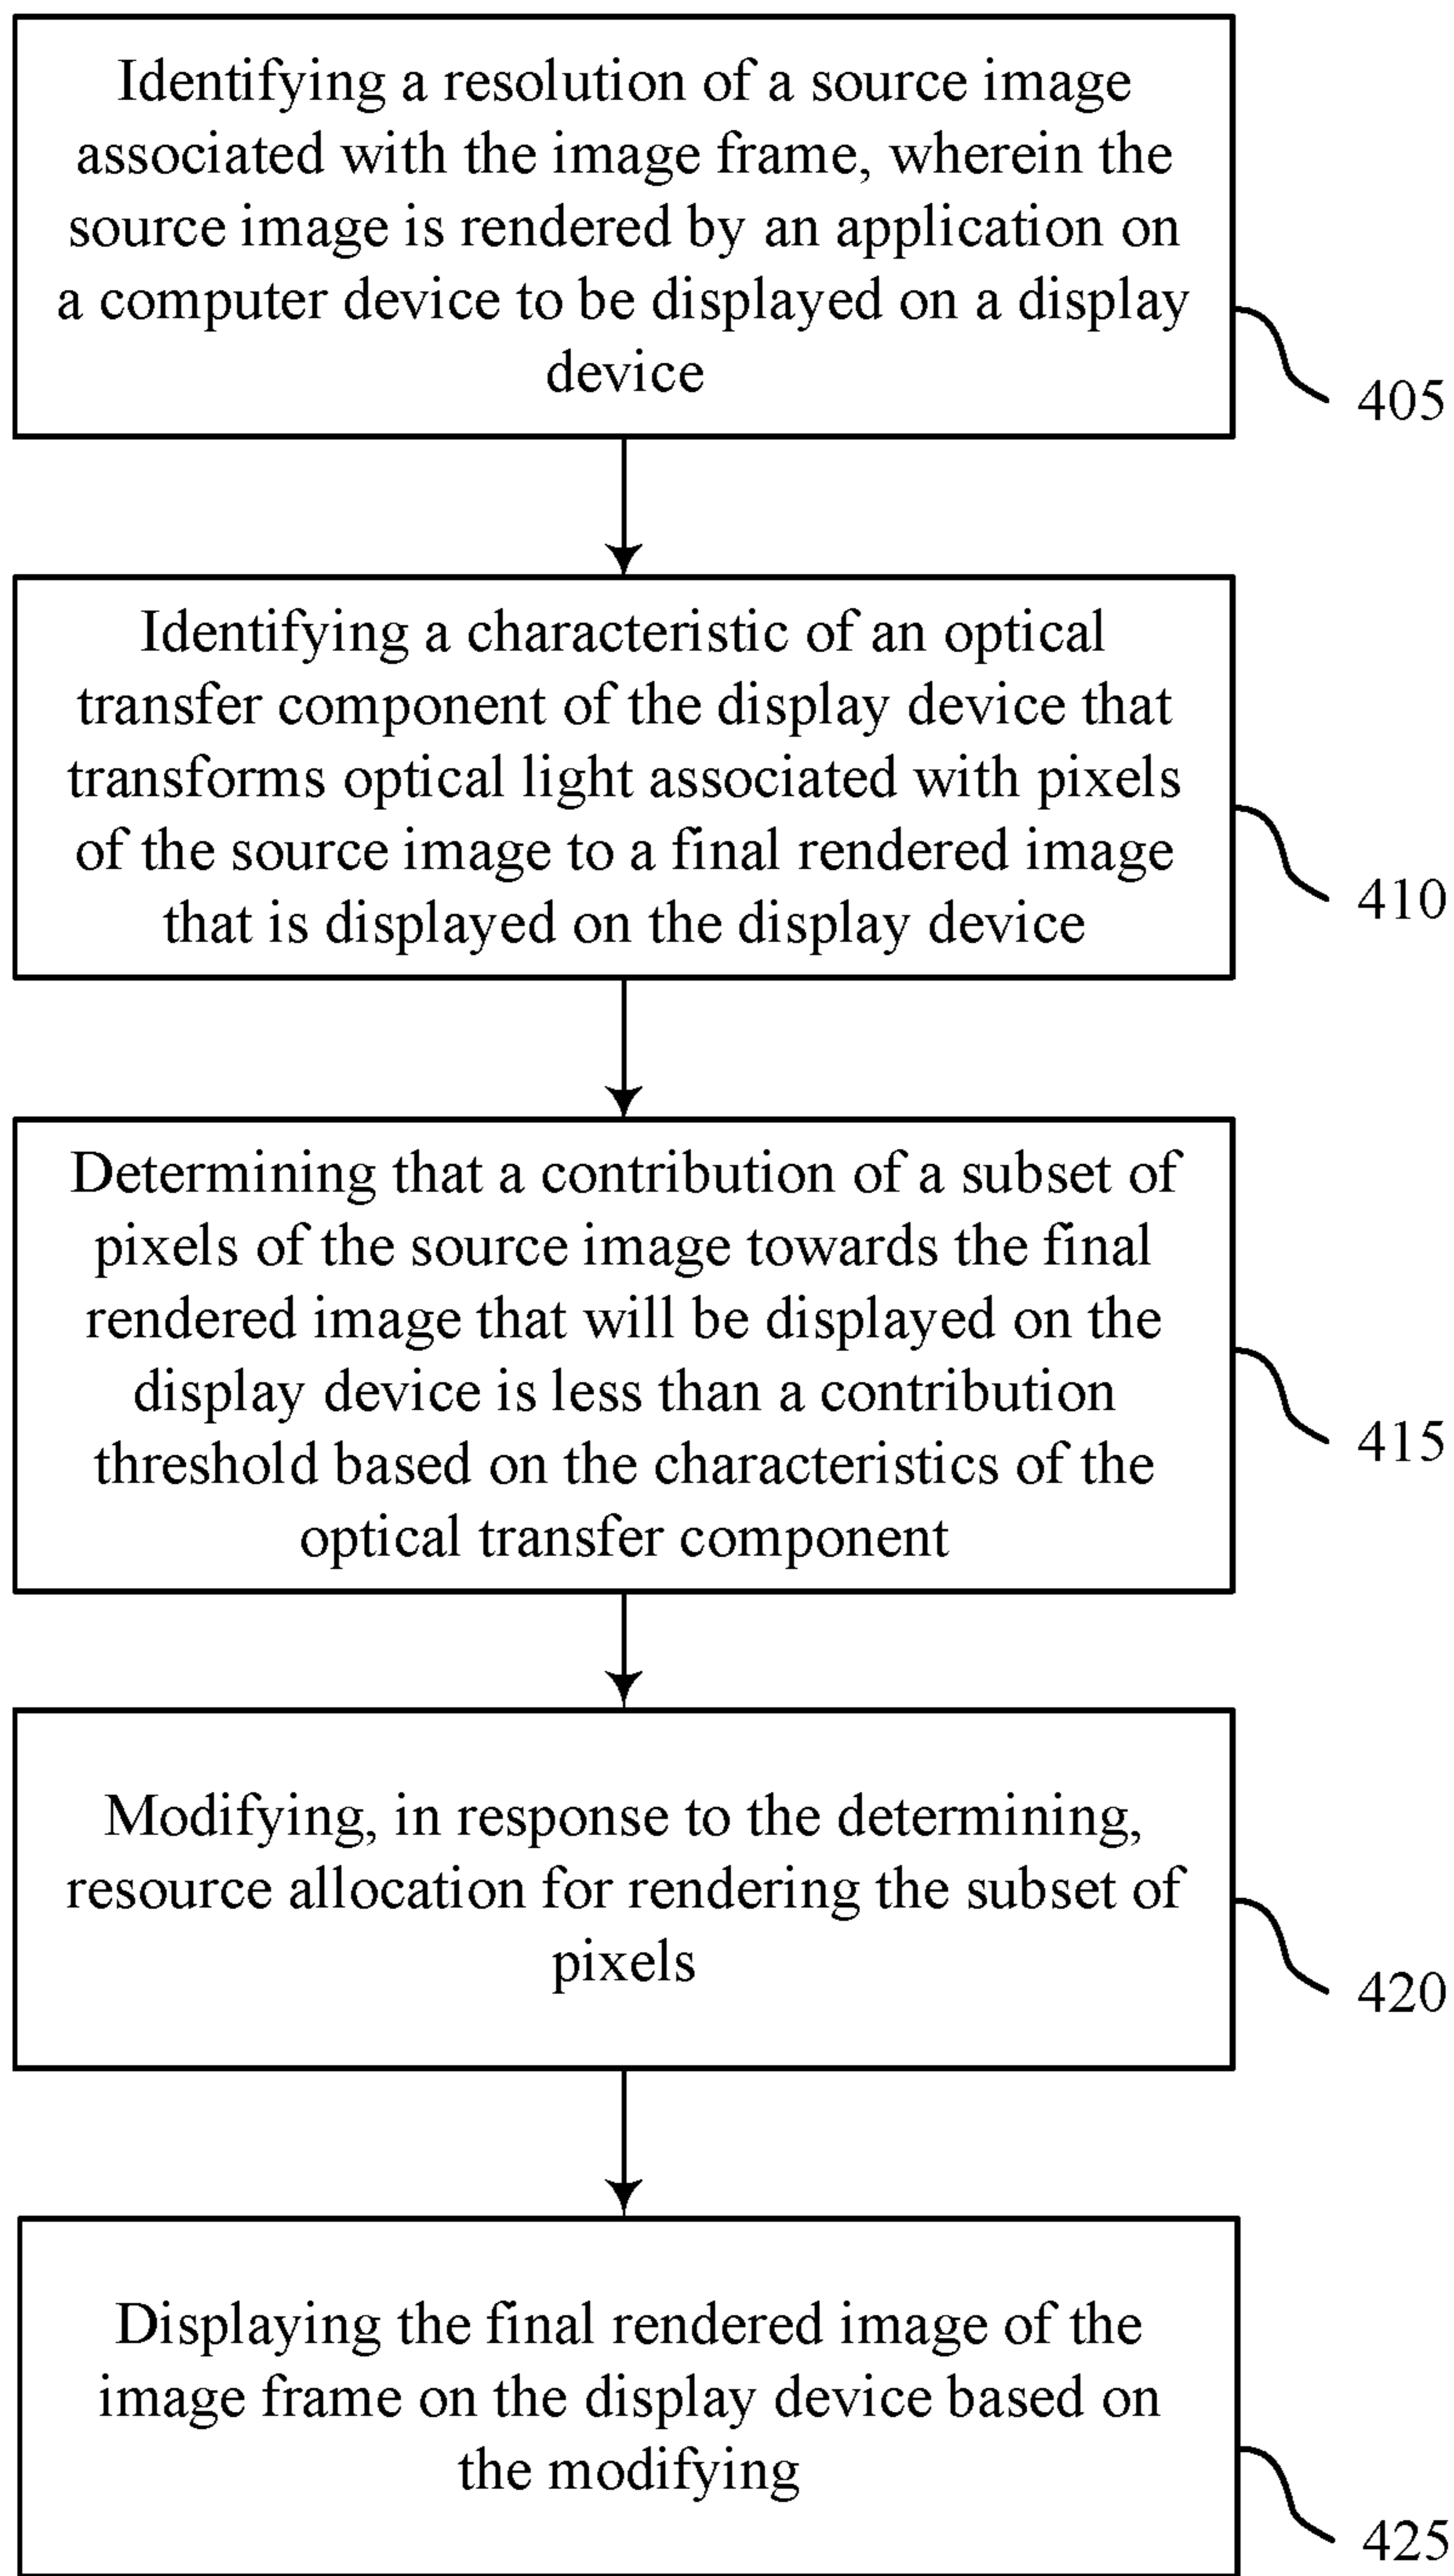 Identifying a resolution of a source image
associated with the image frame, wherein the
source image is rendered by an application on
a computer device to be displayed on a display
device
405
Identifying a characteristic of an optical
transfer component of the display device that
transforms optical light associated with pixels
of the source image to a final rendered image
that is displayed on the display device
410
Determining that a contribution of a subset of
pixels of the source image towards the final
rendered image that will be displayed on the
display device is less than a contribution
threshold based on the characteristics of the
optical transfer component
415
Modifying, in response to the determining,
resource allocation for rendering the subset of
pixels
420
Displaying the final rendered image of the
image frame on the display device based on
the modifying
425